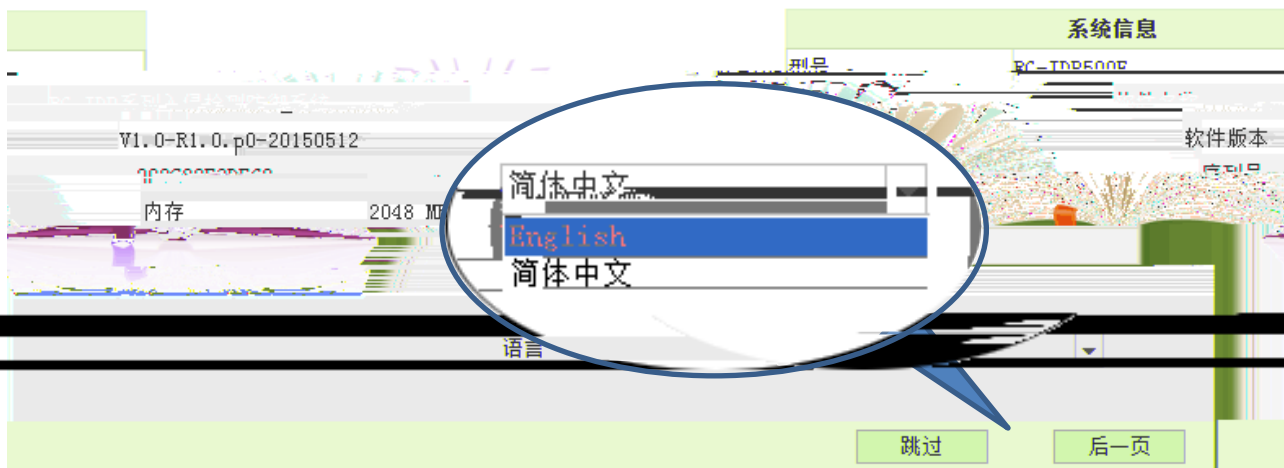 系统信息
型号
V1.0-R1.0.p0-20150512
软件版本
简体中文
内存
2048
English
简体中文
语言
跳过
后一页